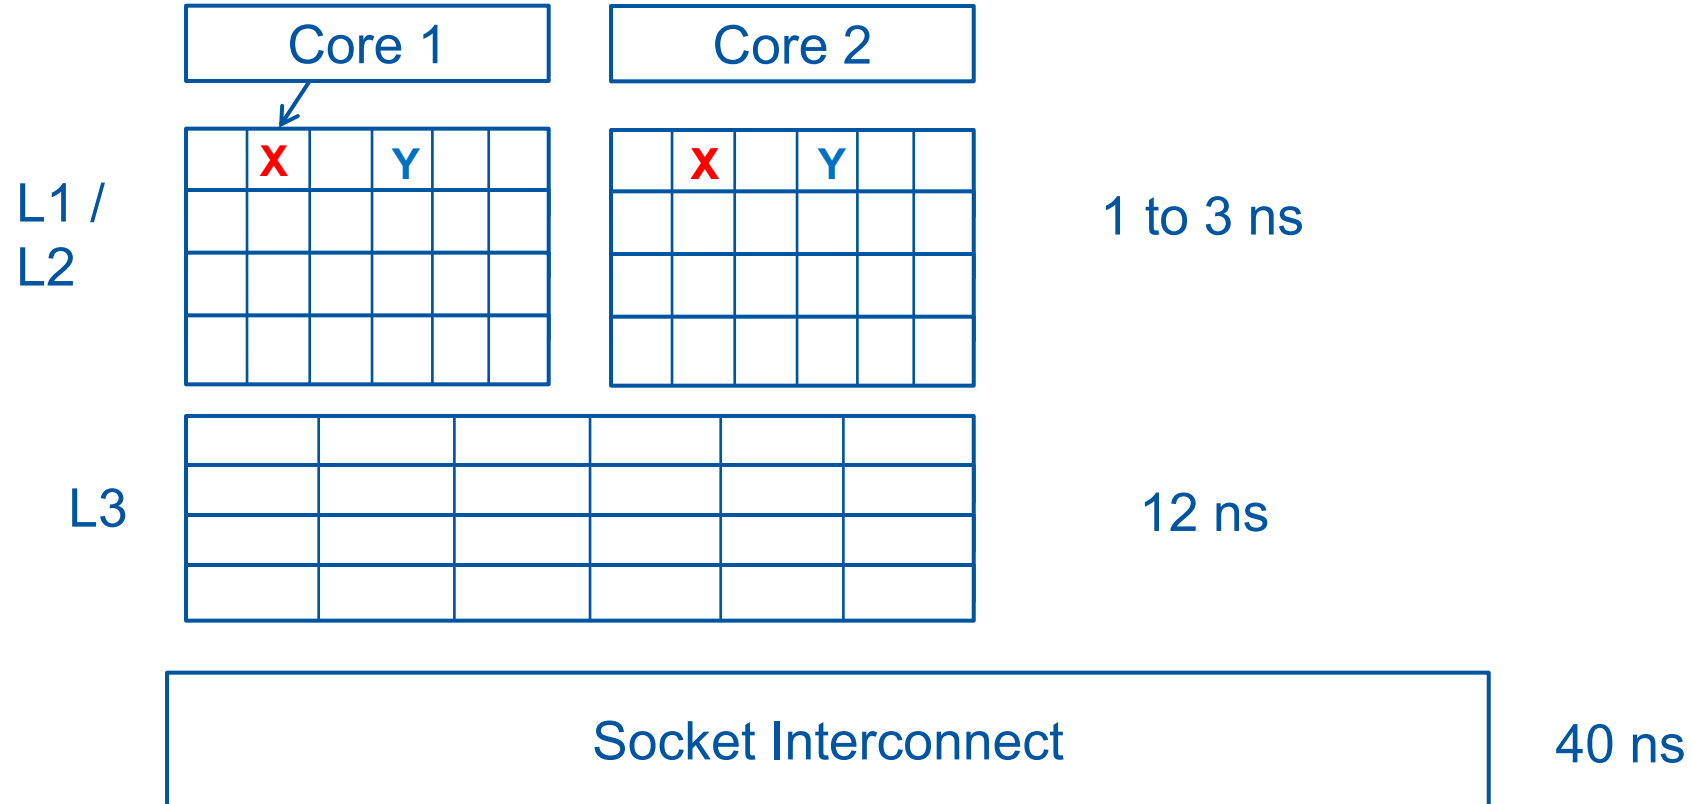 Core 1
Core 2
X
Y
X
Y
L1 /
L2
1 to 3 ns
L3
12 ns
Socket Interconnect
40 ns